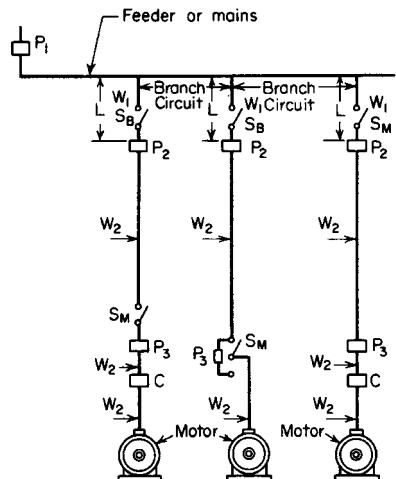 Feeder or mains
P1
Branch Circuit
Branch Circuit
L
W1
SB
P2
L
W1
SB
P2
L
W1
SM
P2
W2
W2
W2
SM
P3
W2
C
W2
SM
P3
W2
P3
W2
C
W2
Motor
Motor